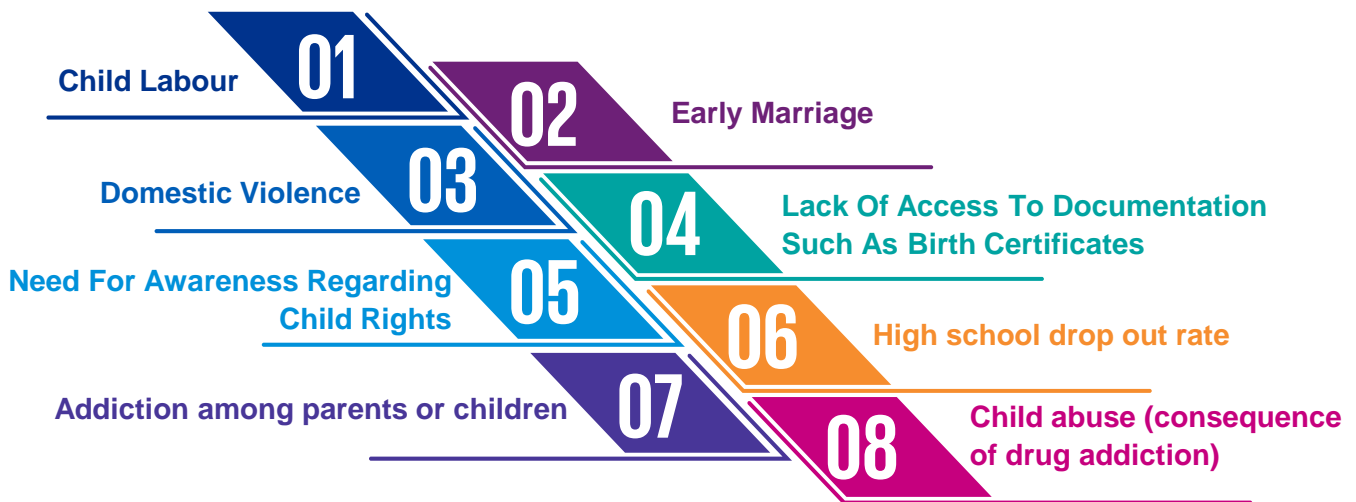 01
Child Labour
02
Early Marriage
03
Domestic Violence
04
Lack Of Access To Documentation
Such As Birth Certificates
05
Need For Awareness Regarding
Child Rights
06
High school drop out rate
07
Addiction among parents or children
08
Child abuse (consequence
of drug addiction)